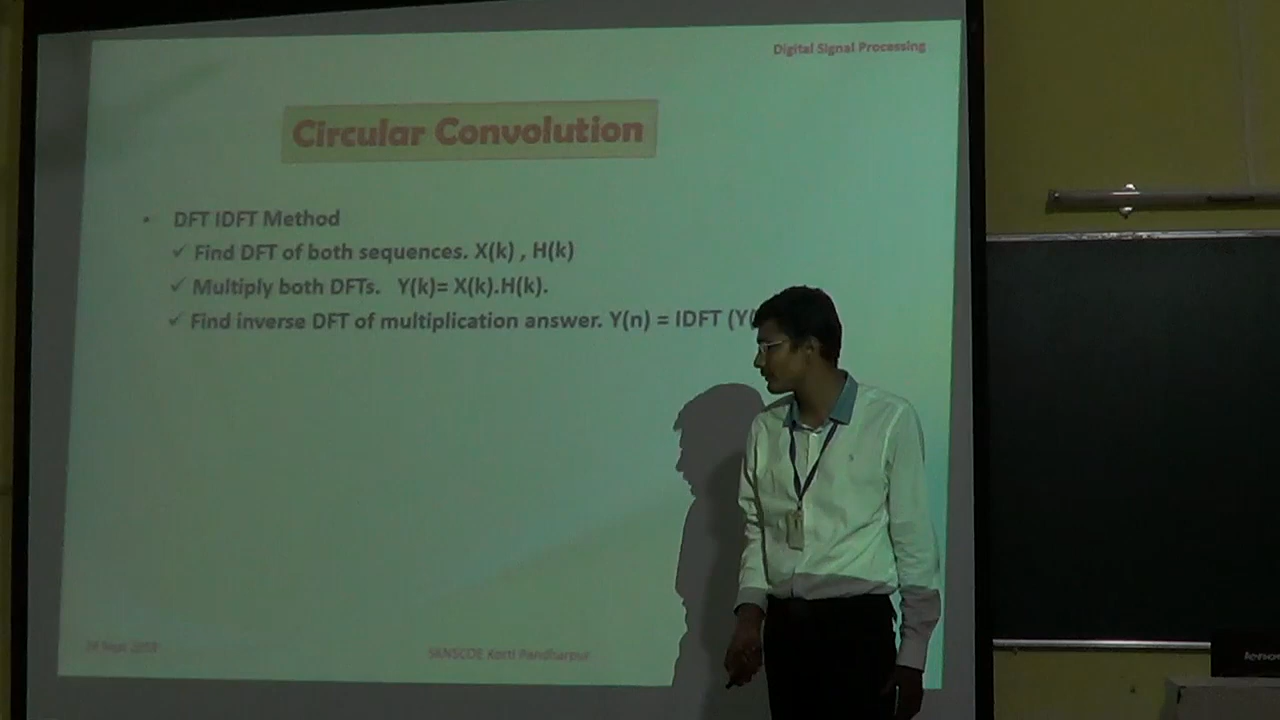 Digital Signal Processing
Circular Convolution
• DFT IDFT Method
✓ Find DFT of both sequences. X(k) , H(k)
✓ Multiply both DFTs. Y(k)= X(k).H(k).
✓ Find inverse DFT of multiplication answer. Y(n) = IDFT (Y(
SKNSCOE Korti Pandharpur
lenovo